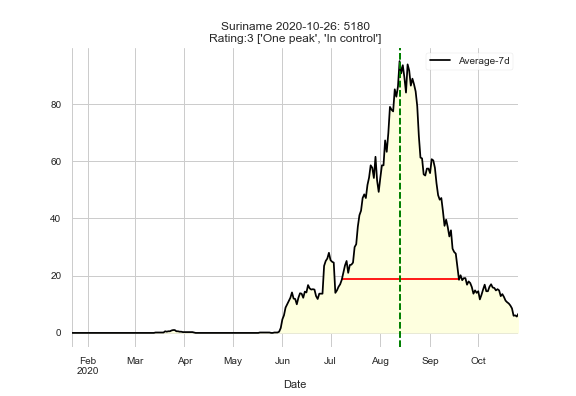 Suriname 2020-10-26: 5180
Rating:3 ['One peak', 'In control']
Average-7d
80
60
40
20
0
Feb Mar Apr May Jun Jul Aug Sep Oct
2020
Date